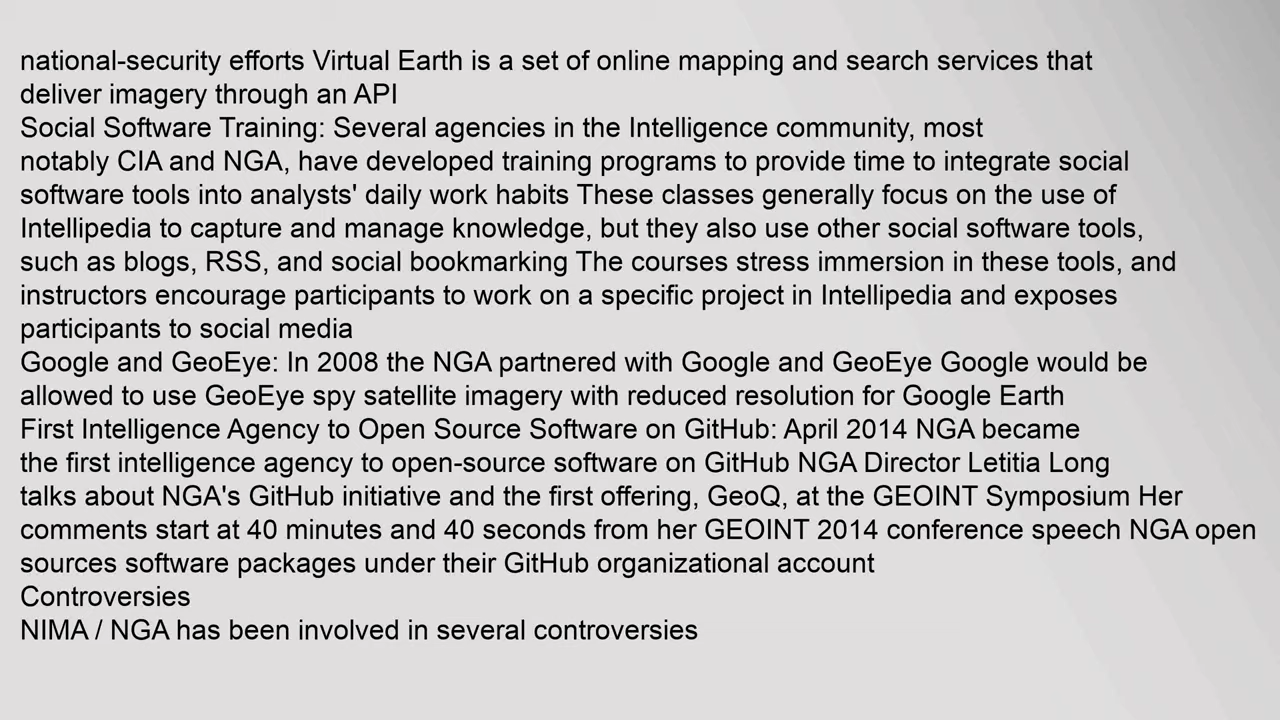 national-security efforts Virtual Earth is a set of online mapping and search services that
deliver imagery through an API
Social Software Training: Several agencies in the Intelligence community, most
notably CIA and NGA, have developed training programs to provide time to integrate social
software tools into analysts' daily work habits These classes generally focus on the use of
Intellipedia to capture and manage knowledge, but they also use other social software tools,
such as blogs, RSS, and social bookmarking The courses stress immersion in these tools, and
instructors encourage participants to work on a specific project in Intellipedia and exposes
participants to social media
Google and GeoEye: In 2008 the NGA partnered with Google and GeoEye Google would be
allowed to use GeoEye spy satellite imagery with reduced resolution for Google Earth
First Intelligence Agency to Open Source Software on GitHub: April 2014 NGA became
the first intelligence agency to open-source software on GitHub NGA Director Letitia Long
talks about NGA's GitHub initiative and the first offering, GeoQ, at the GEOINT Symposium Her
comments start at 40 minutes and 40 seconds from her GEOINT 2014 conference speech NGA open
sources software packages under their GitHub organizational account
Controversies
NIMA / NGA has been involved in several controversies